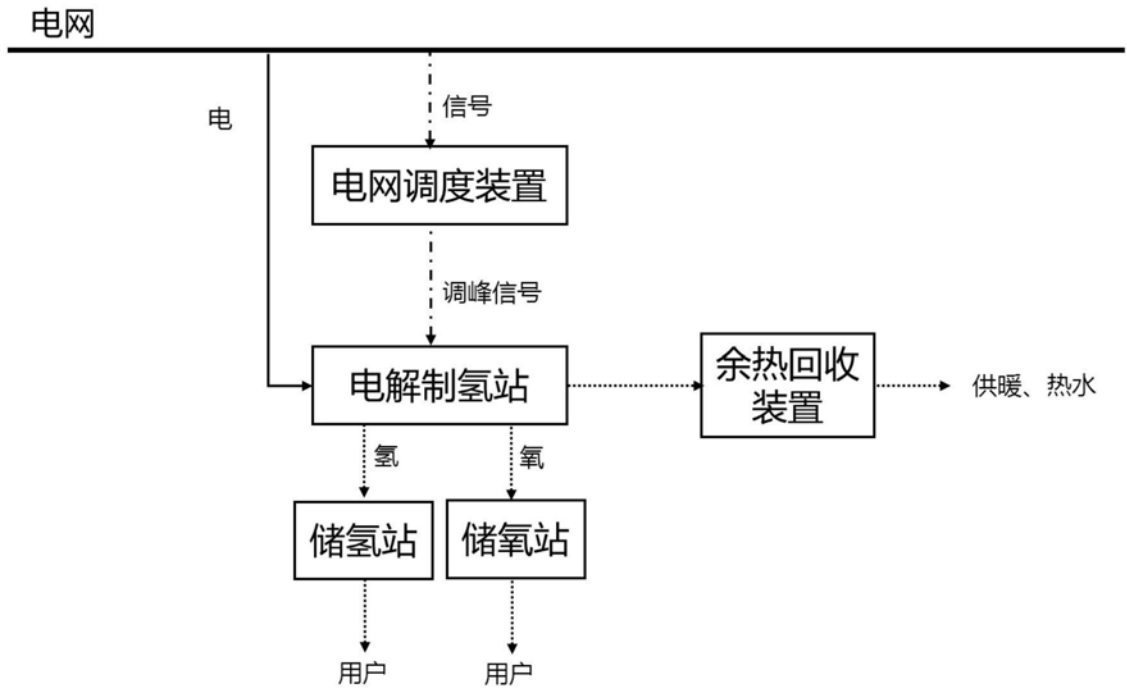 电网
电
信号
电网调度装置
调峰信号
电解制氢站
余热回收
装置
供暖、热水
氢
氧
储氢站
储氧站
用户
用户